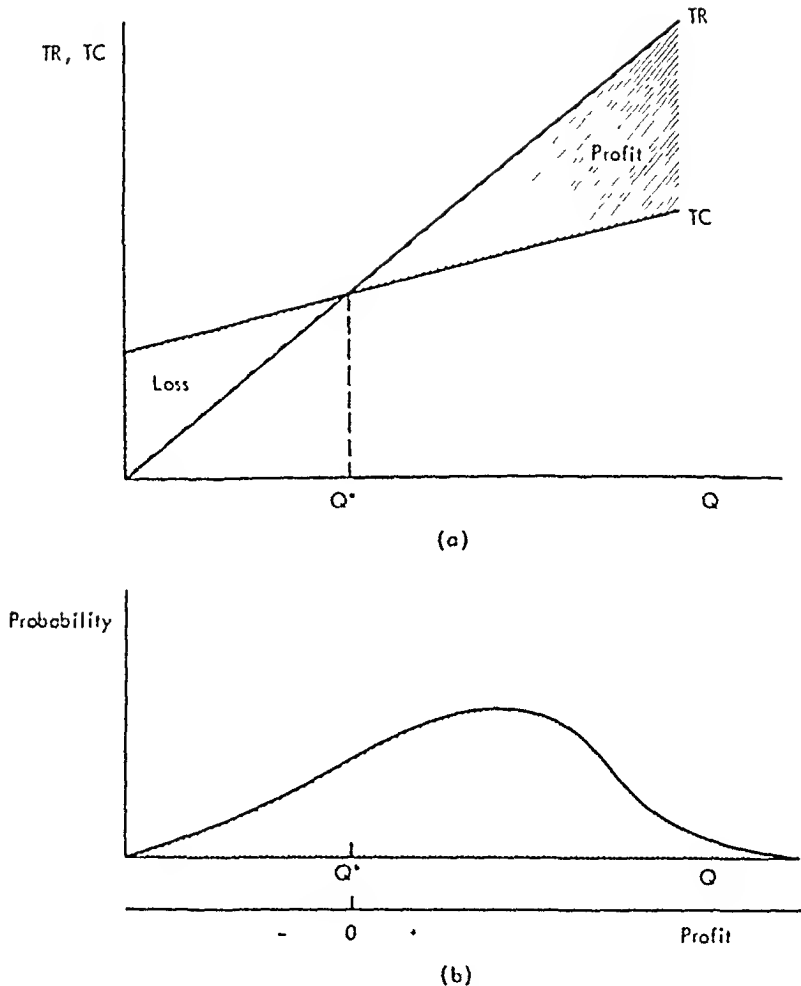 TR, TC
TR
Profit
TC
Loss
Q*
Q
(a)
Probability
Q*
Q
- 0 +
Profit
(b)